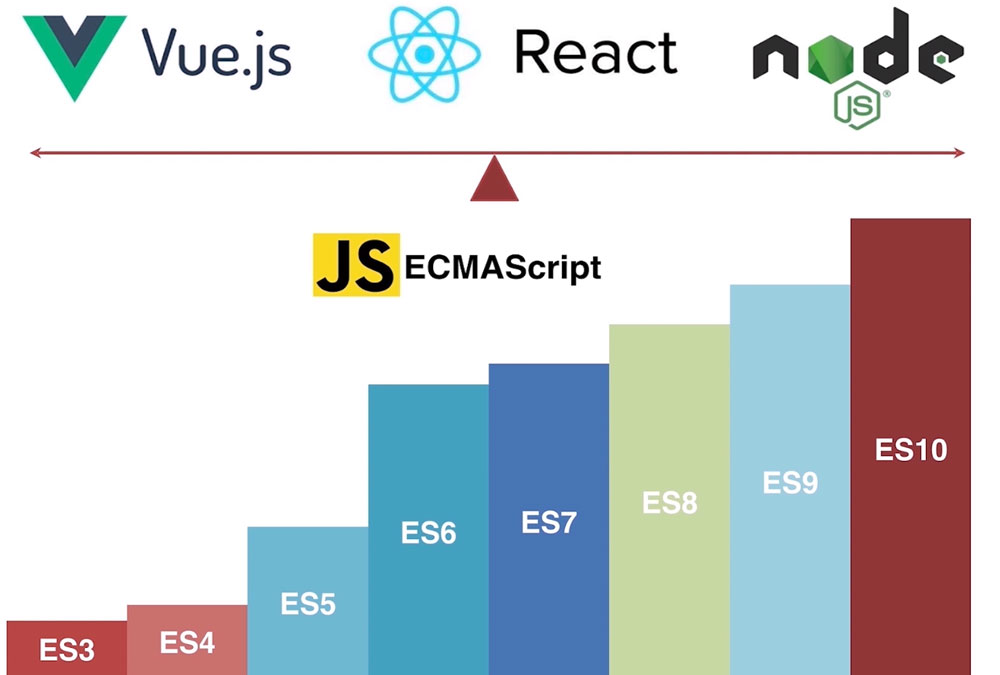 Vue.js
React
node
JS®
JS ECMAScript
ES10
ES9
ES8
ES7
ES6
ES5
ES4
ES3